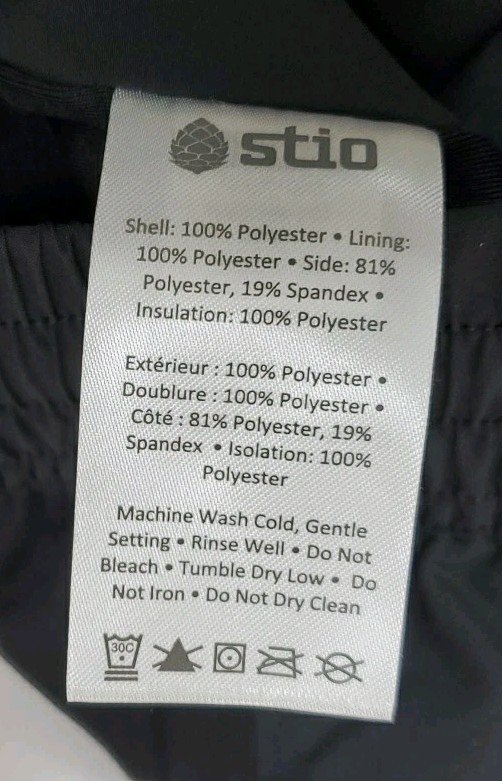 stio
Shell: 100% Polyester • Lining:
100% Polyester • Side: 81%
Polyester, 19% Spandex •
Insulation: 100% Polyester
Extérieur : 100% Polyester •
Doublure : 100% Polyester •
Côté : 81% Polyester, 19%
Spandex • Isolation: 100%
Polyester
Machine Wash Cold, Gentle
Setting • Rinse Well • Do Not
Bleach • Tumble Dry Low • Do
Not Iron • Do Not Dry Clean
30C